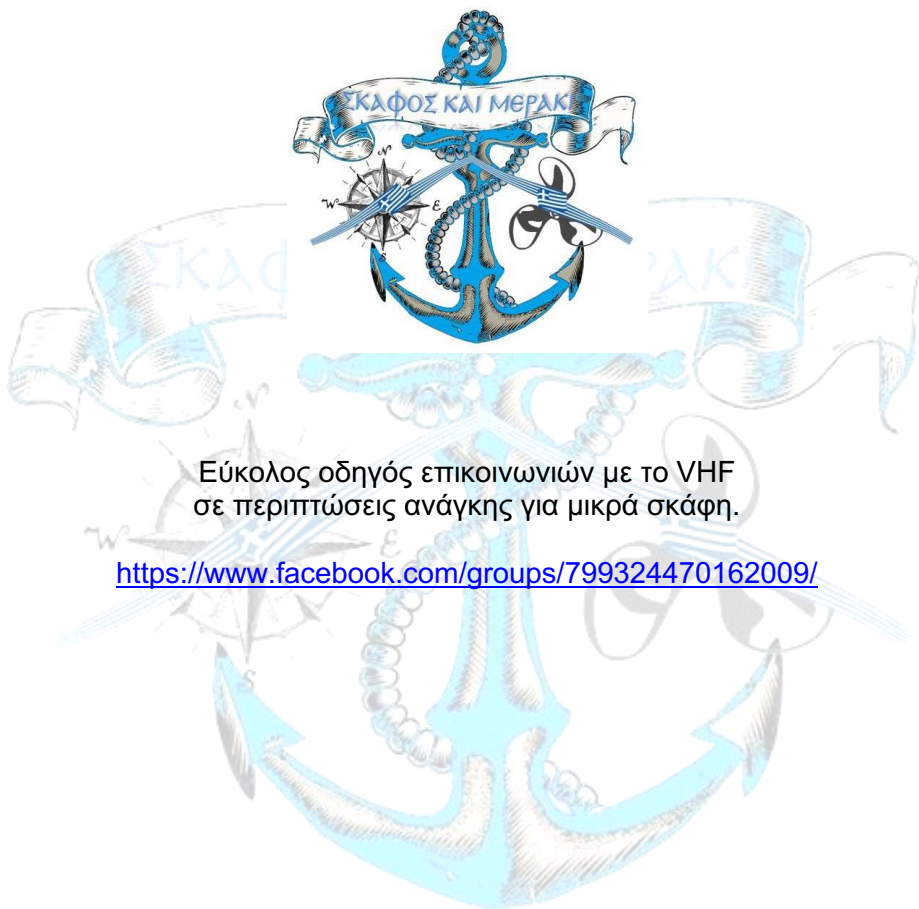 ΣΚΑΦΟΣ ΚΑΙ ΜΕΡΑΚΙ
N
W
E
S
Εύκολος οδηγός επικοινωνιών με το VHF
σε περιπτώσεις ανάγκης για μικρά σκάφη.
https://www.facebook.com/groups/799324470162009/